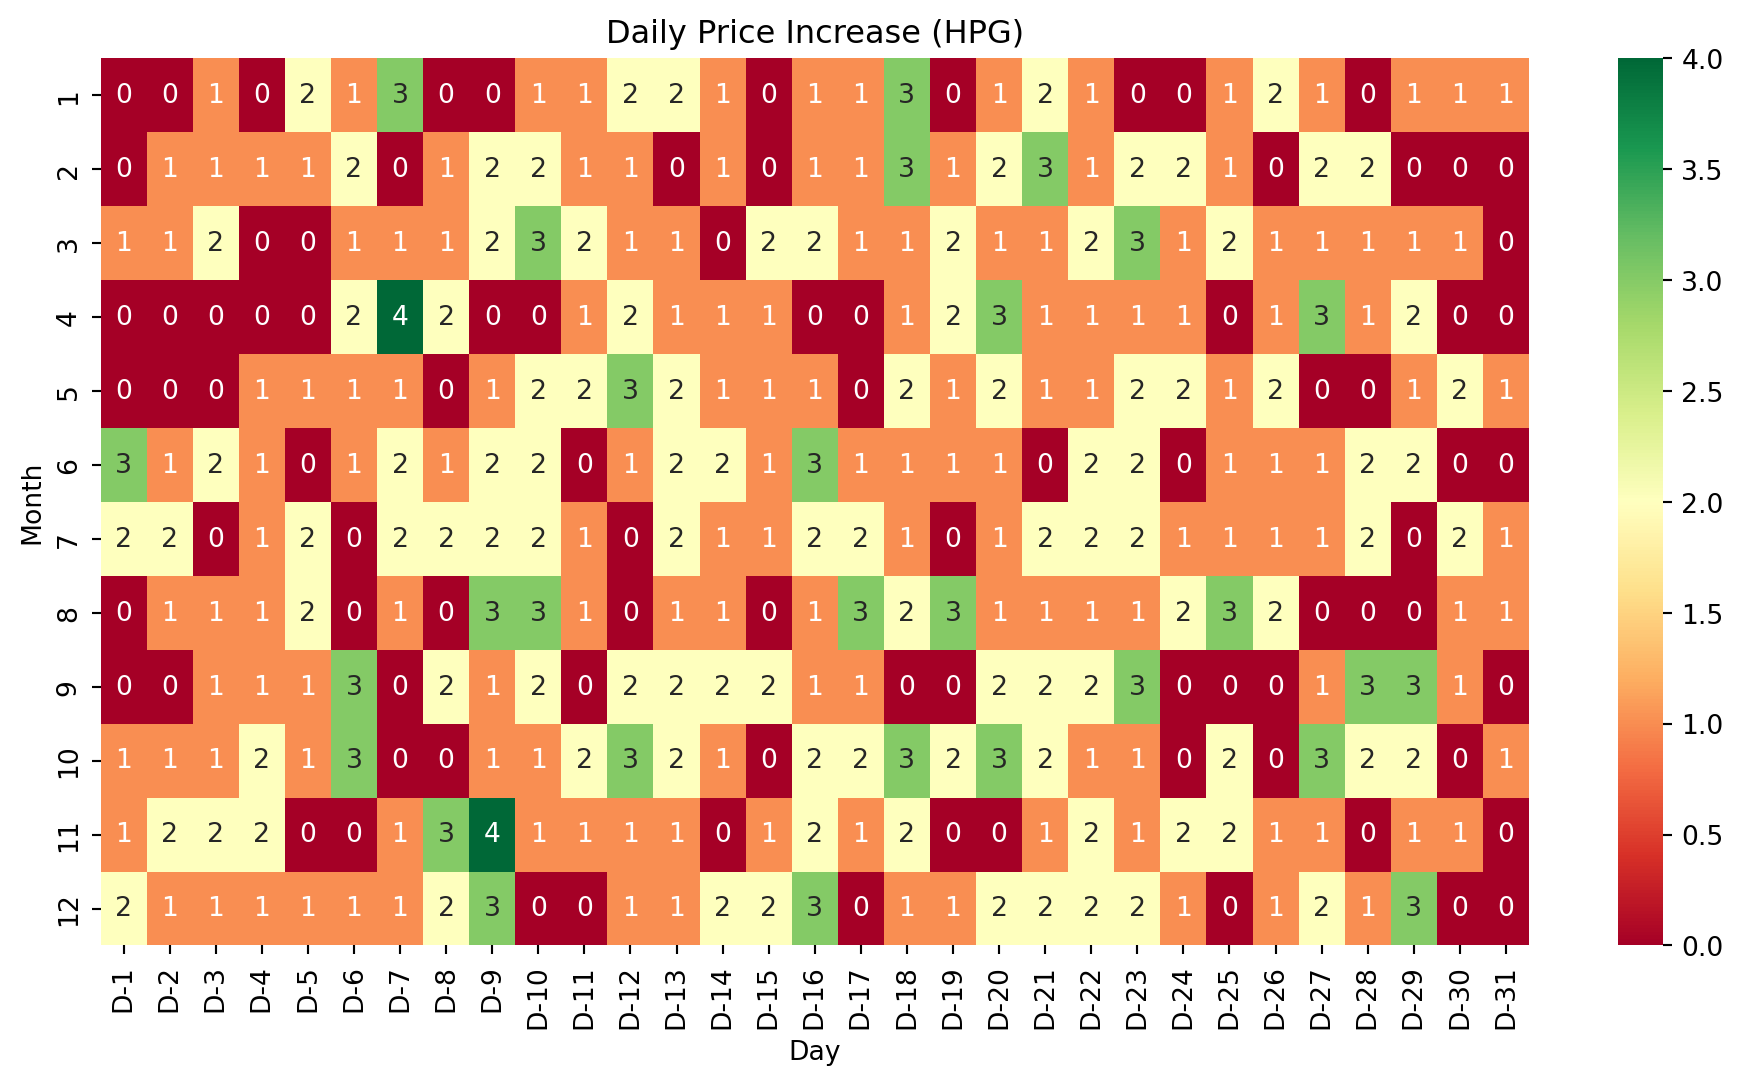 Daily Price Increase (HPG)
1 0 0 1 0 2 1 3 0 0 1 1 2 2 1 0 1 1 3 0 1 2 1 0 0 1 2 1 0 1 1 1
2 0 1 1 1 1 2 0 1 2 2 1 1 0 1 0 1 1 3 1 2 3 1 2 2 1 0 2 2 0 0 0
3 1 1 2 0 0 1 1 1 2 3 2 1 1 0 2 2 1 1 2 1 1 2 3 1 2 1 1 1 1 1 0
4 0 0 0 0 0 2 4 2 0 0 1 2 1 1 1 0 0 1 2 3 1 1 1 1 0 1 3 1 2 0 0
5 0 0 0 1 1 1 1 0 1 2 2 3 2 1 1 1 0 2 1 2 1 1 2 2 1 2 0 0 1 2 1
6 3 1 2 1 0 1 2 1 2 2 0 1 2 2 1 3 1 1 1 1 0 2 2 0 1 1 1 2 2 0 0
7 2 2 0 1 2 0 2 2 2 2 1 0 2 1 1 2 2 1 0 1 2 2 2 1 1 1 1 2 0 2 1
8 0 1 1 1 2 0 1 0 3 3 1 0 1 1 0 1 3 2 3 1 1 1 1 2 3 2 0 0 0 1 1
9 0 0 1 1 1 3 0 2 1 2 0 2 2 2 2 1 1 0 0 2 2 2 3 0 0 0 1 3 3 1 0
10 1 1 1 2 1 3 0 0 1 1 2 3 2 1 0 2 2 3 2 3 2 1 1 0 2 0 3 2 2 0 1
11 1 2 2 2 0 0 1 3 4 1 1 1 1 0 1 2 1 2 0 0 1 2 1 2 2 1 1 0 1 1 0
12 2 1 1 1 1 1 1 2 3 0 0 1 1 2 2 3 0 1 1 2 2 2 2 1 0 1 2 1 3 0 0
Month
D-1 D-2 D-3 D-4 D-5 D-6 D-7 D-8 D-9 D-10 D-11 D-12 D-13 D-14 D-15 D-16 D-17 D-18 D-19 D-20 D-21 D-22 D-23 D-24 D-25 D-26 D-27 D-28 D-29 D-30 D-31
Day
4.0
3.5
3.0
2.5
2.0
1.5
1.0
0.5
0.0